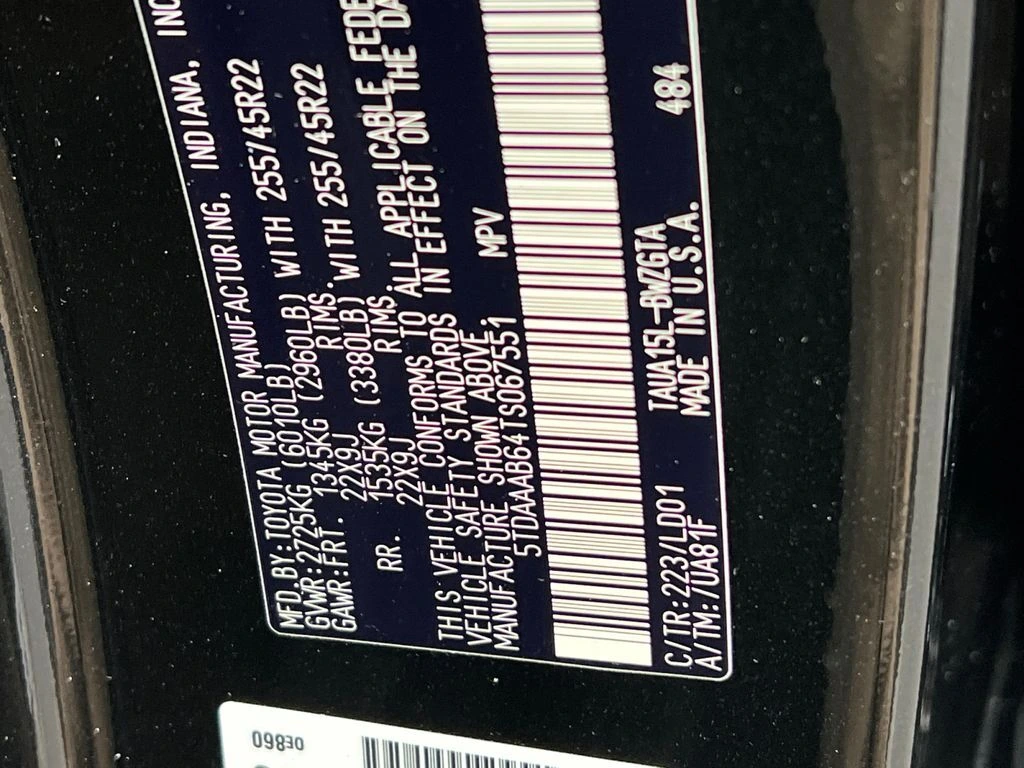 MFD.BY:TOYOTA MOTOR MANUFACTURING, INDIANA, INC
GVWR:2725KG (6010LB)
GAWR:FRT. 1345KG (2960LB) WITH 255/45R22
22X9J RIMS.
RR. 1535KG (3380LB) WITH 255/45R22
22X9J RIMS.
THIS VEHICLE CONFORMS TO ALL APPLICABLE FEDE
VEHICLE SAFETY STANDARDS IN EFFECT ON THE DA
MANUFACTURE SHOWN ABOVE.
5TDAAAB64TS067551 MPV
C/TR:223/LD01 TAUA15L-BWZGTA 484
A/TM:/UA81F MADE IN U.S.A.
0E860